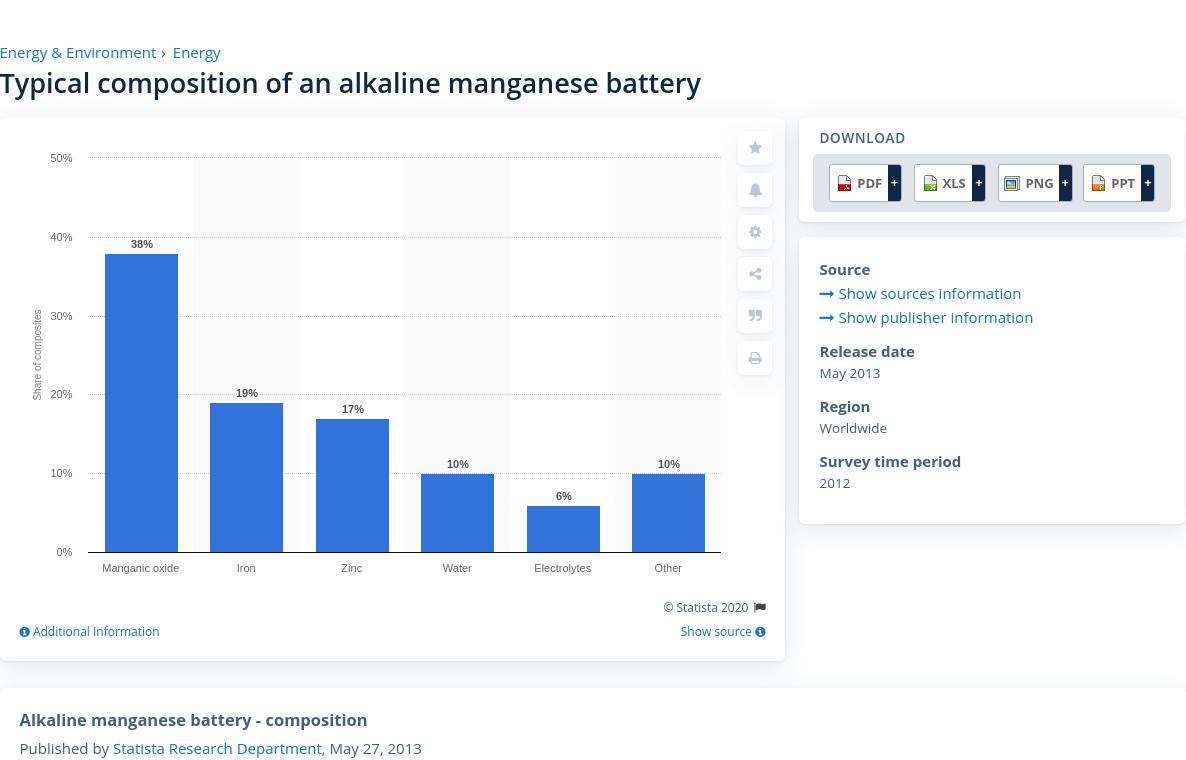 Energy & Environment › Energy
Typical composition of an alkaline manganese battery
50%
40%
30%
20%
10%
0%
Share of composites
38%
19%
17%
10%
6%
10%
Manganic oxide
Iron
Zinc
Water
Electrolytes
Other
© Statista 2020
Additional Information
Show source
DOWNLOAD
PDF + XLS + PNG + PPT +
Source
Show sources information
Show publisher information
Release date
May 2013
Region
Worldwide
Survey time period
2012
Alkaline manganese battery - composition
Published by Statista Research Department, May 27, 2013